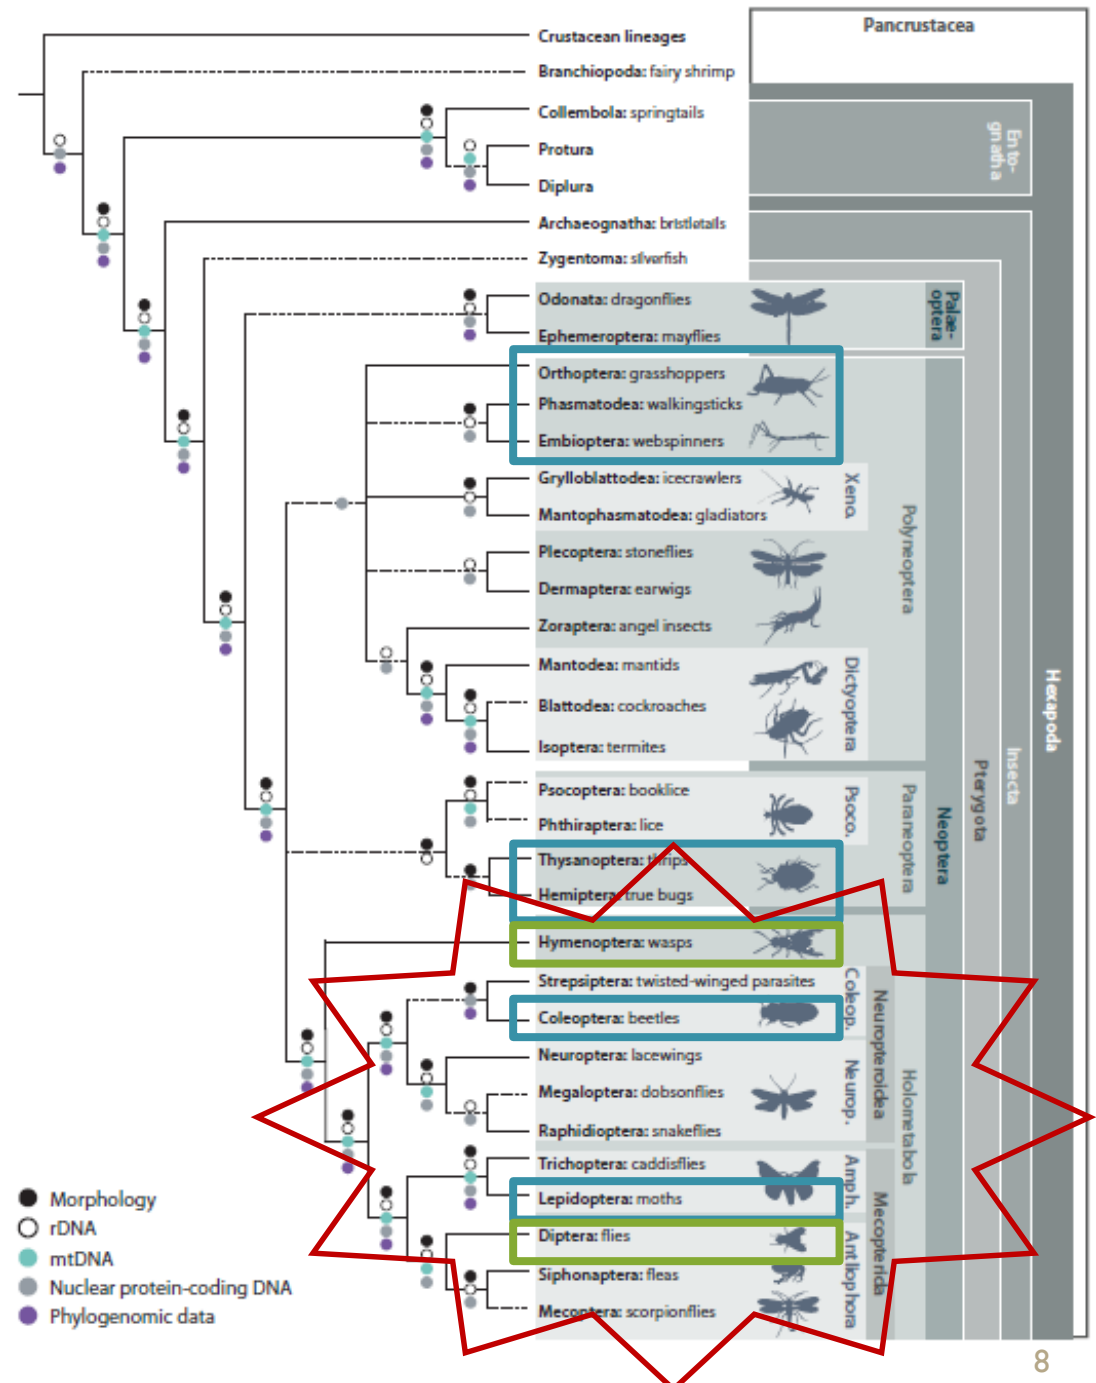 Pancrustacea
Crustacean lineages
Branchiopoda: fairy shrimp
Collembola: springtails
Protura
Diplura
Ento-
gnatha
Archaeognatha: bristletails
Zygentoma: silverfish
Odonata: dragonflies
Ephemeroptera: mayflies
Palae-
optera
Orthoptera: grasshoppers
Phasmatodea: walkingsticks
Embioptera: webspinners
Grylloblattodea: icecrawlers
Mantophasmatodea: gladiators
Xeno.
Plecoptera: stoneflies
Dermaptera: earwigs
Zoraptera: angel insects
Polyneoptera
Mantodea: mantids
Blattodea: cockroaches
Isoptera: termites
Dictyoptera
Hexapoda
Insecta
Pterygota
Neoptera
Psocoptera: booklice
Phthiraptera: lice
Psoco.
Thysanoptera: thrips
Hemiptera: true bugs
Paraneoptera
Hymenoptera: wasps
Strepsiptera: twisted-winged parasites
Coleoptera: beetles
Coleop.
Neuroptera: lacewings
Megaloptera: dobsonflies
Raphidioptera: snakeflies
Neurop.
Neuropteroidea
Holometabola
Trichoptera: caddisflies
Lepidoptera: moths
Amph.
Diptera: flies
Siphonaptera: fleas
Mecoptera: scorpionflies
Antliophora
Mecopterida
Morphology
rDNA
mtDNA
Nuclear protein-coding DNA
Phylogenomic data
8